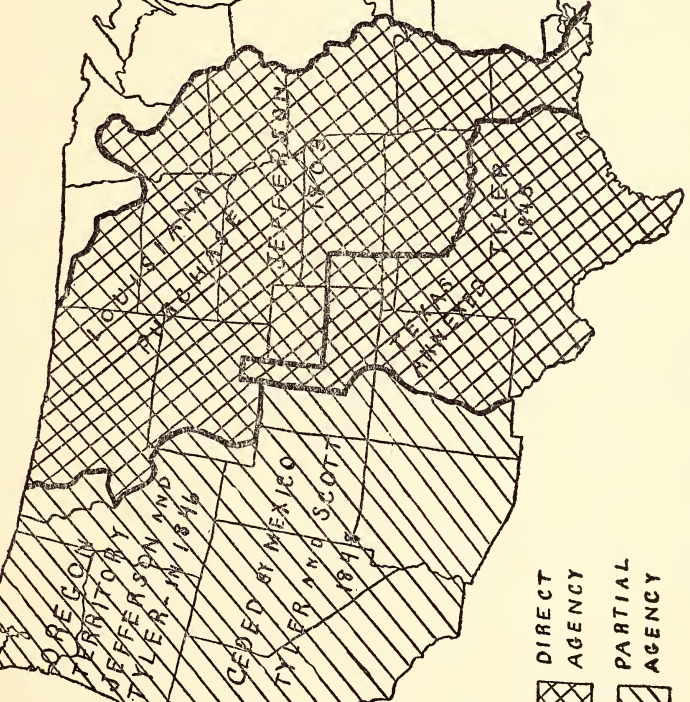 LOUISIANA
PURCHASE
JEFFERSON
1803
TEXAS
ANNEXED
TYLER
1845
OREGON
TERRITORY
JEFFERSON AND
TYLER-IN 1846
CEDED BY MEXICO
TYLER AND SCOTT
1848
DIRECT
AGENCY
PARTIAL
AGENCY